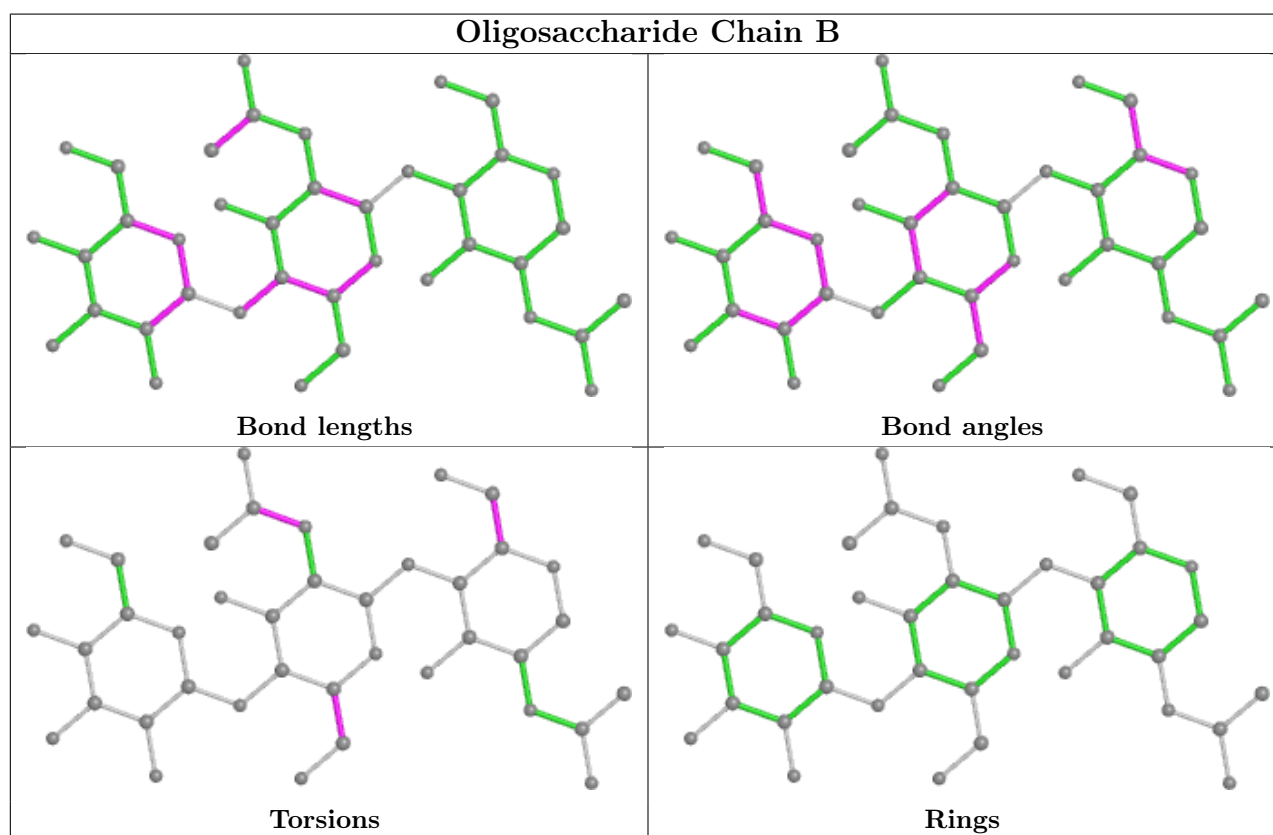 Oligosaccharide Chain B
Bond lengths
Bond angles
Torsions
Rings